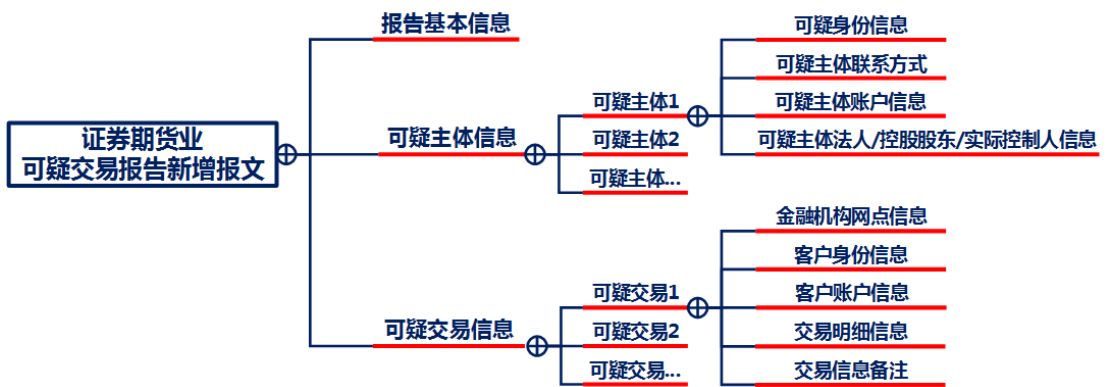 证券期货业
可疑交易报告新增报文
报告基本信息
可疑主体信息
可疑主体1
可疑身份信息
可疑主体联系方式
可疑主体账户信息
可疑主体法人/控股股东/实际控制人信息
可疑主体2
可疑主体...
可疑交易信息
可疑交易1
金融机构网点信息
客户身份信息
客户账户信息
交易明细信息
交易信息备注
可疑交易2
可疑交易...